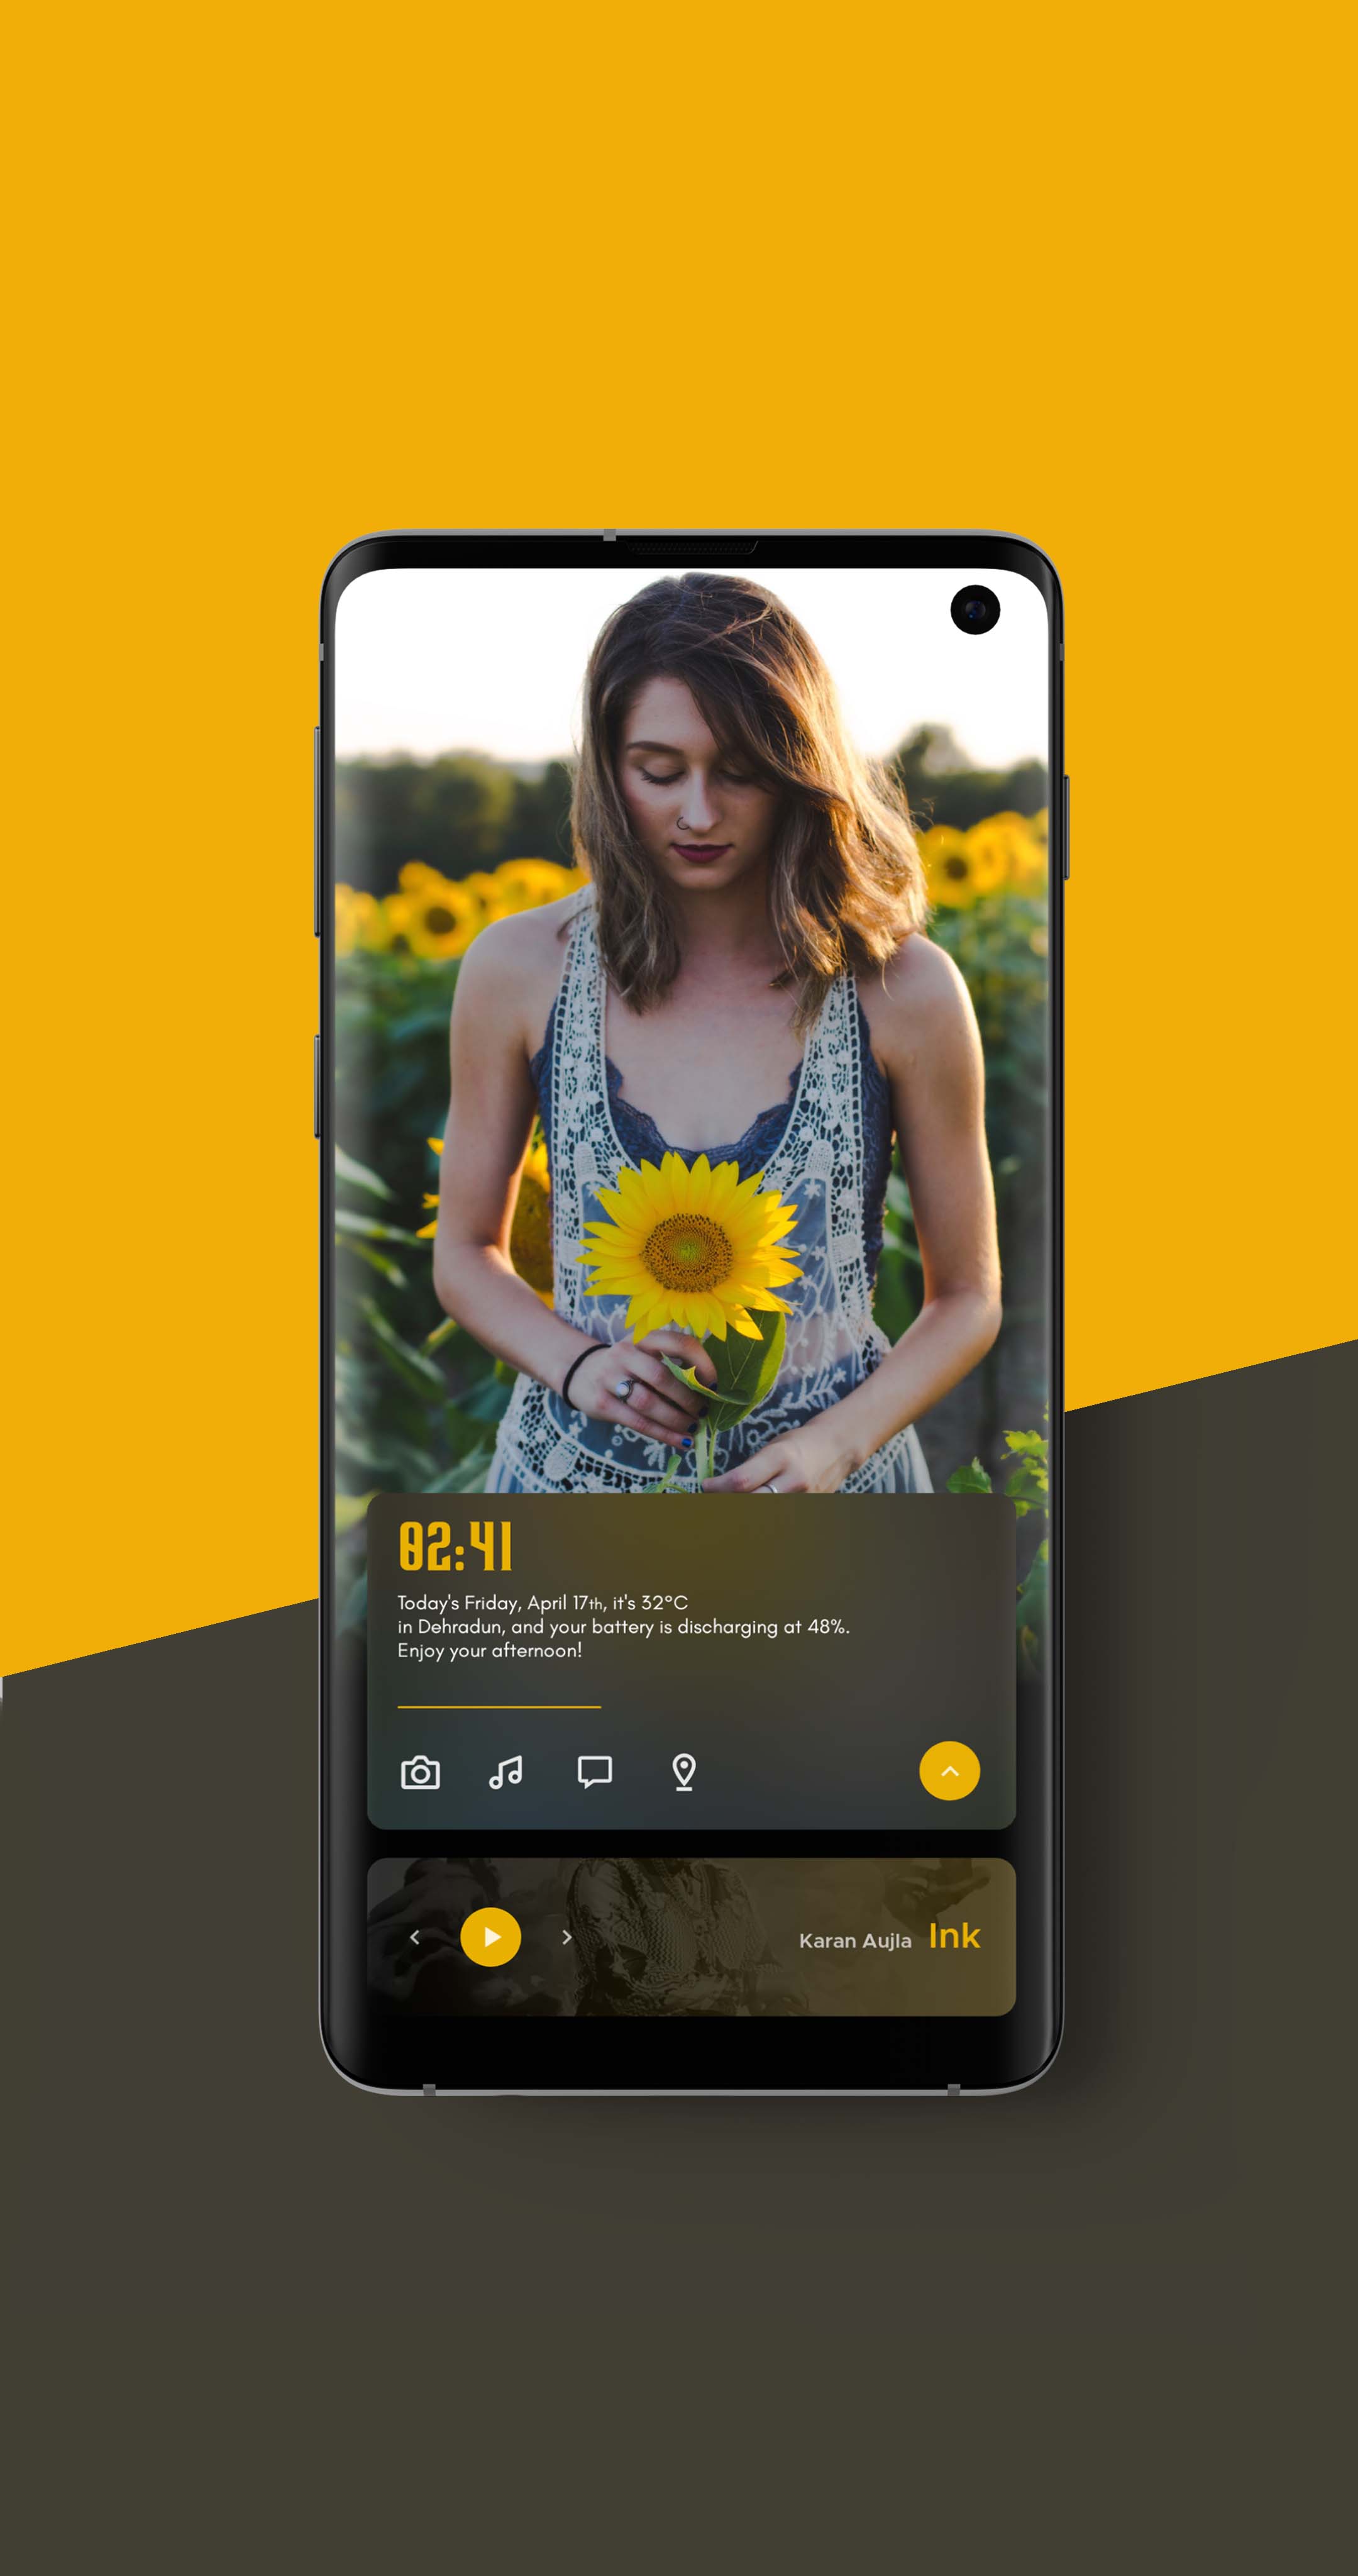 02:41
Today's Friday, April 17th, it's 32°C
in Dehradun, and your battery is discharging at 48%.
Enjoy your afternoon!
Karan Aujla Ink